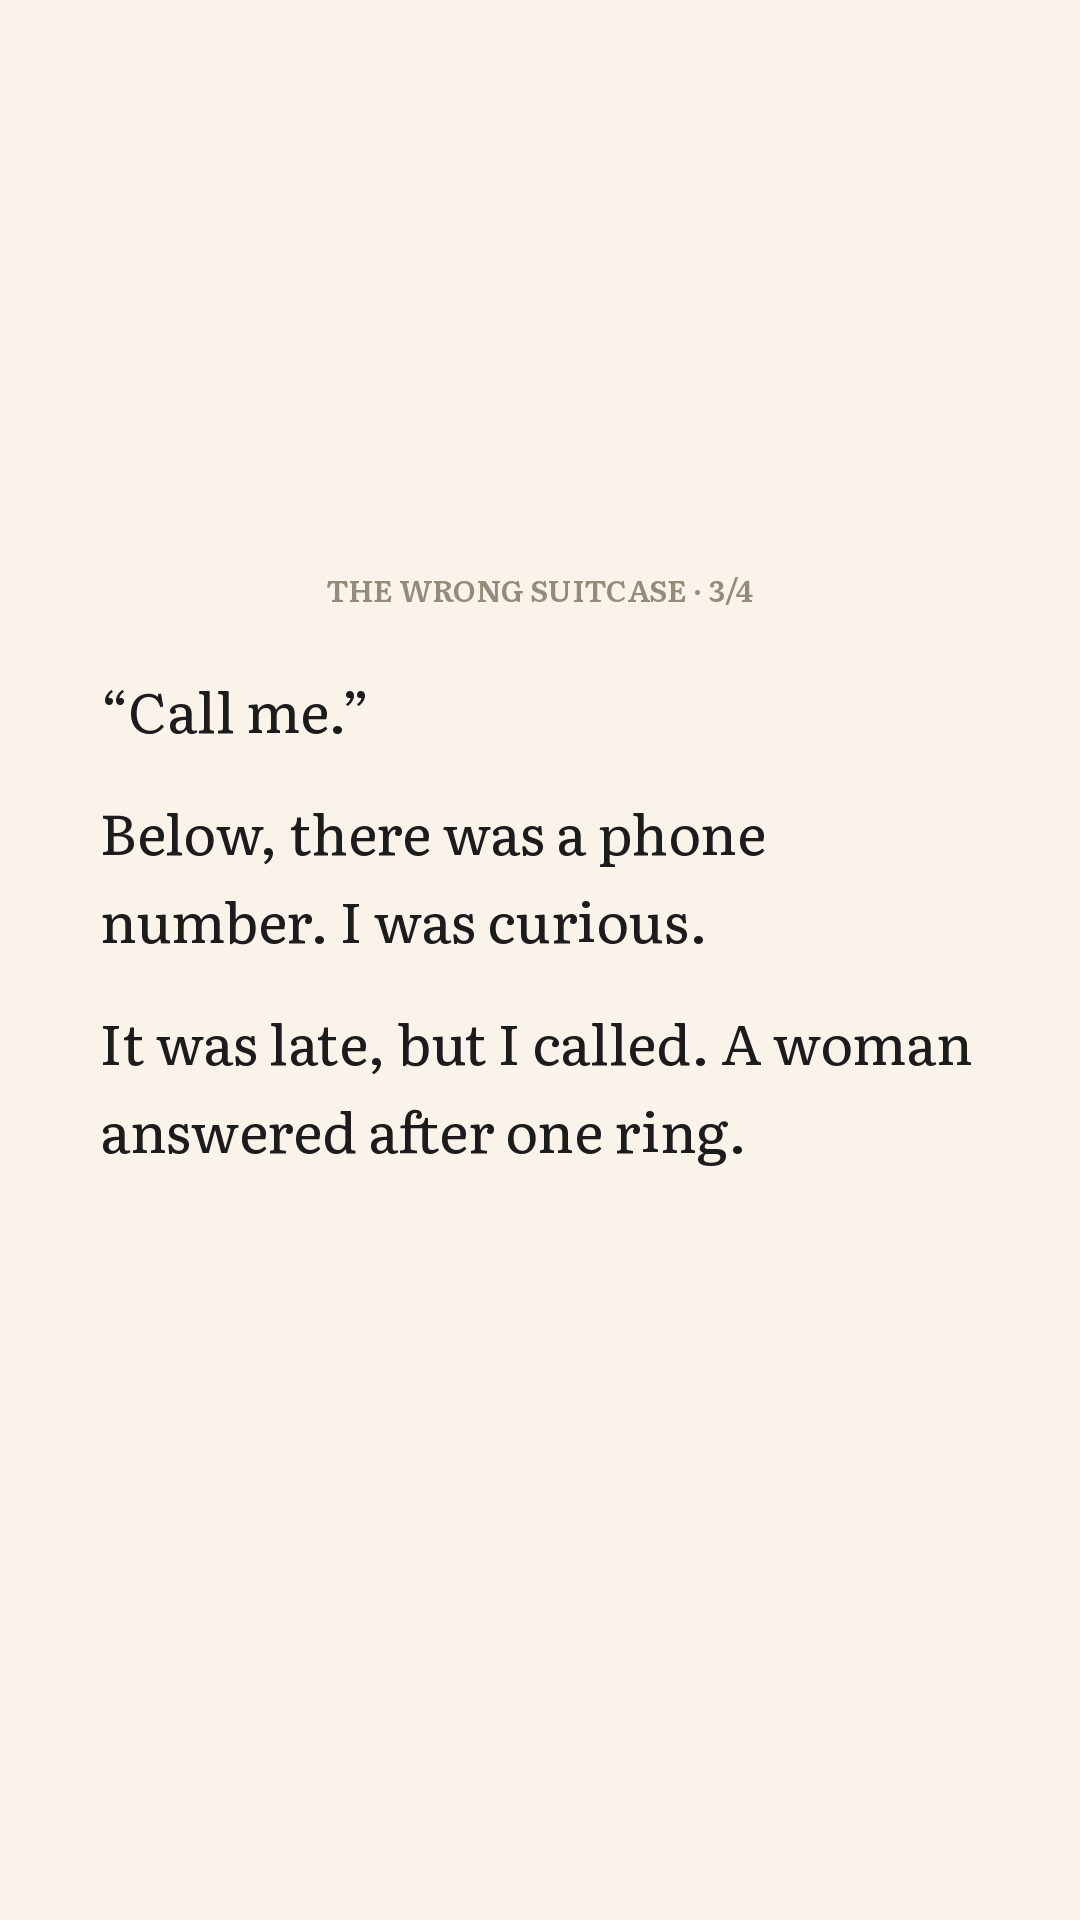 THE WRONG SUITCASE · 3/4
“Call me.”
Below, there was a phone
number. I was curious.
It was late, but I called. A woman
answered after one ring.